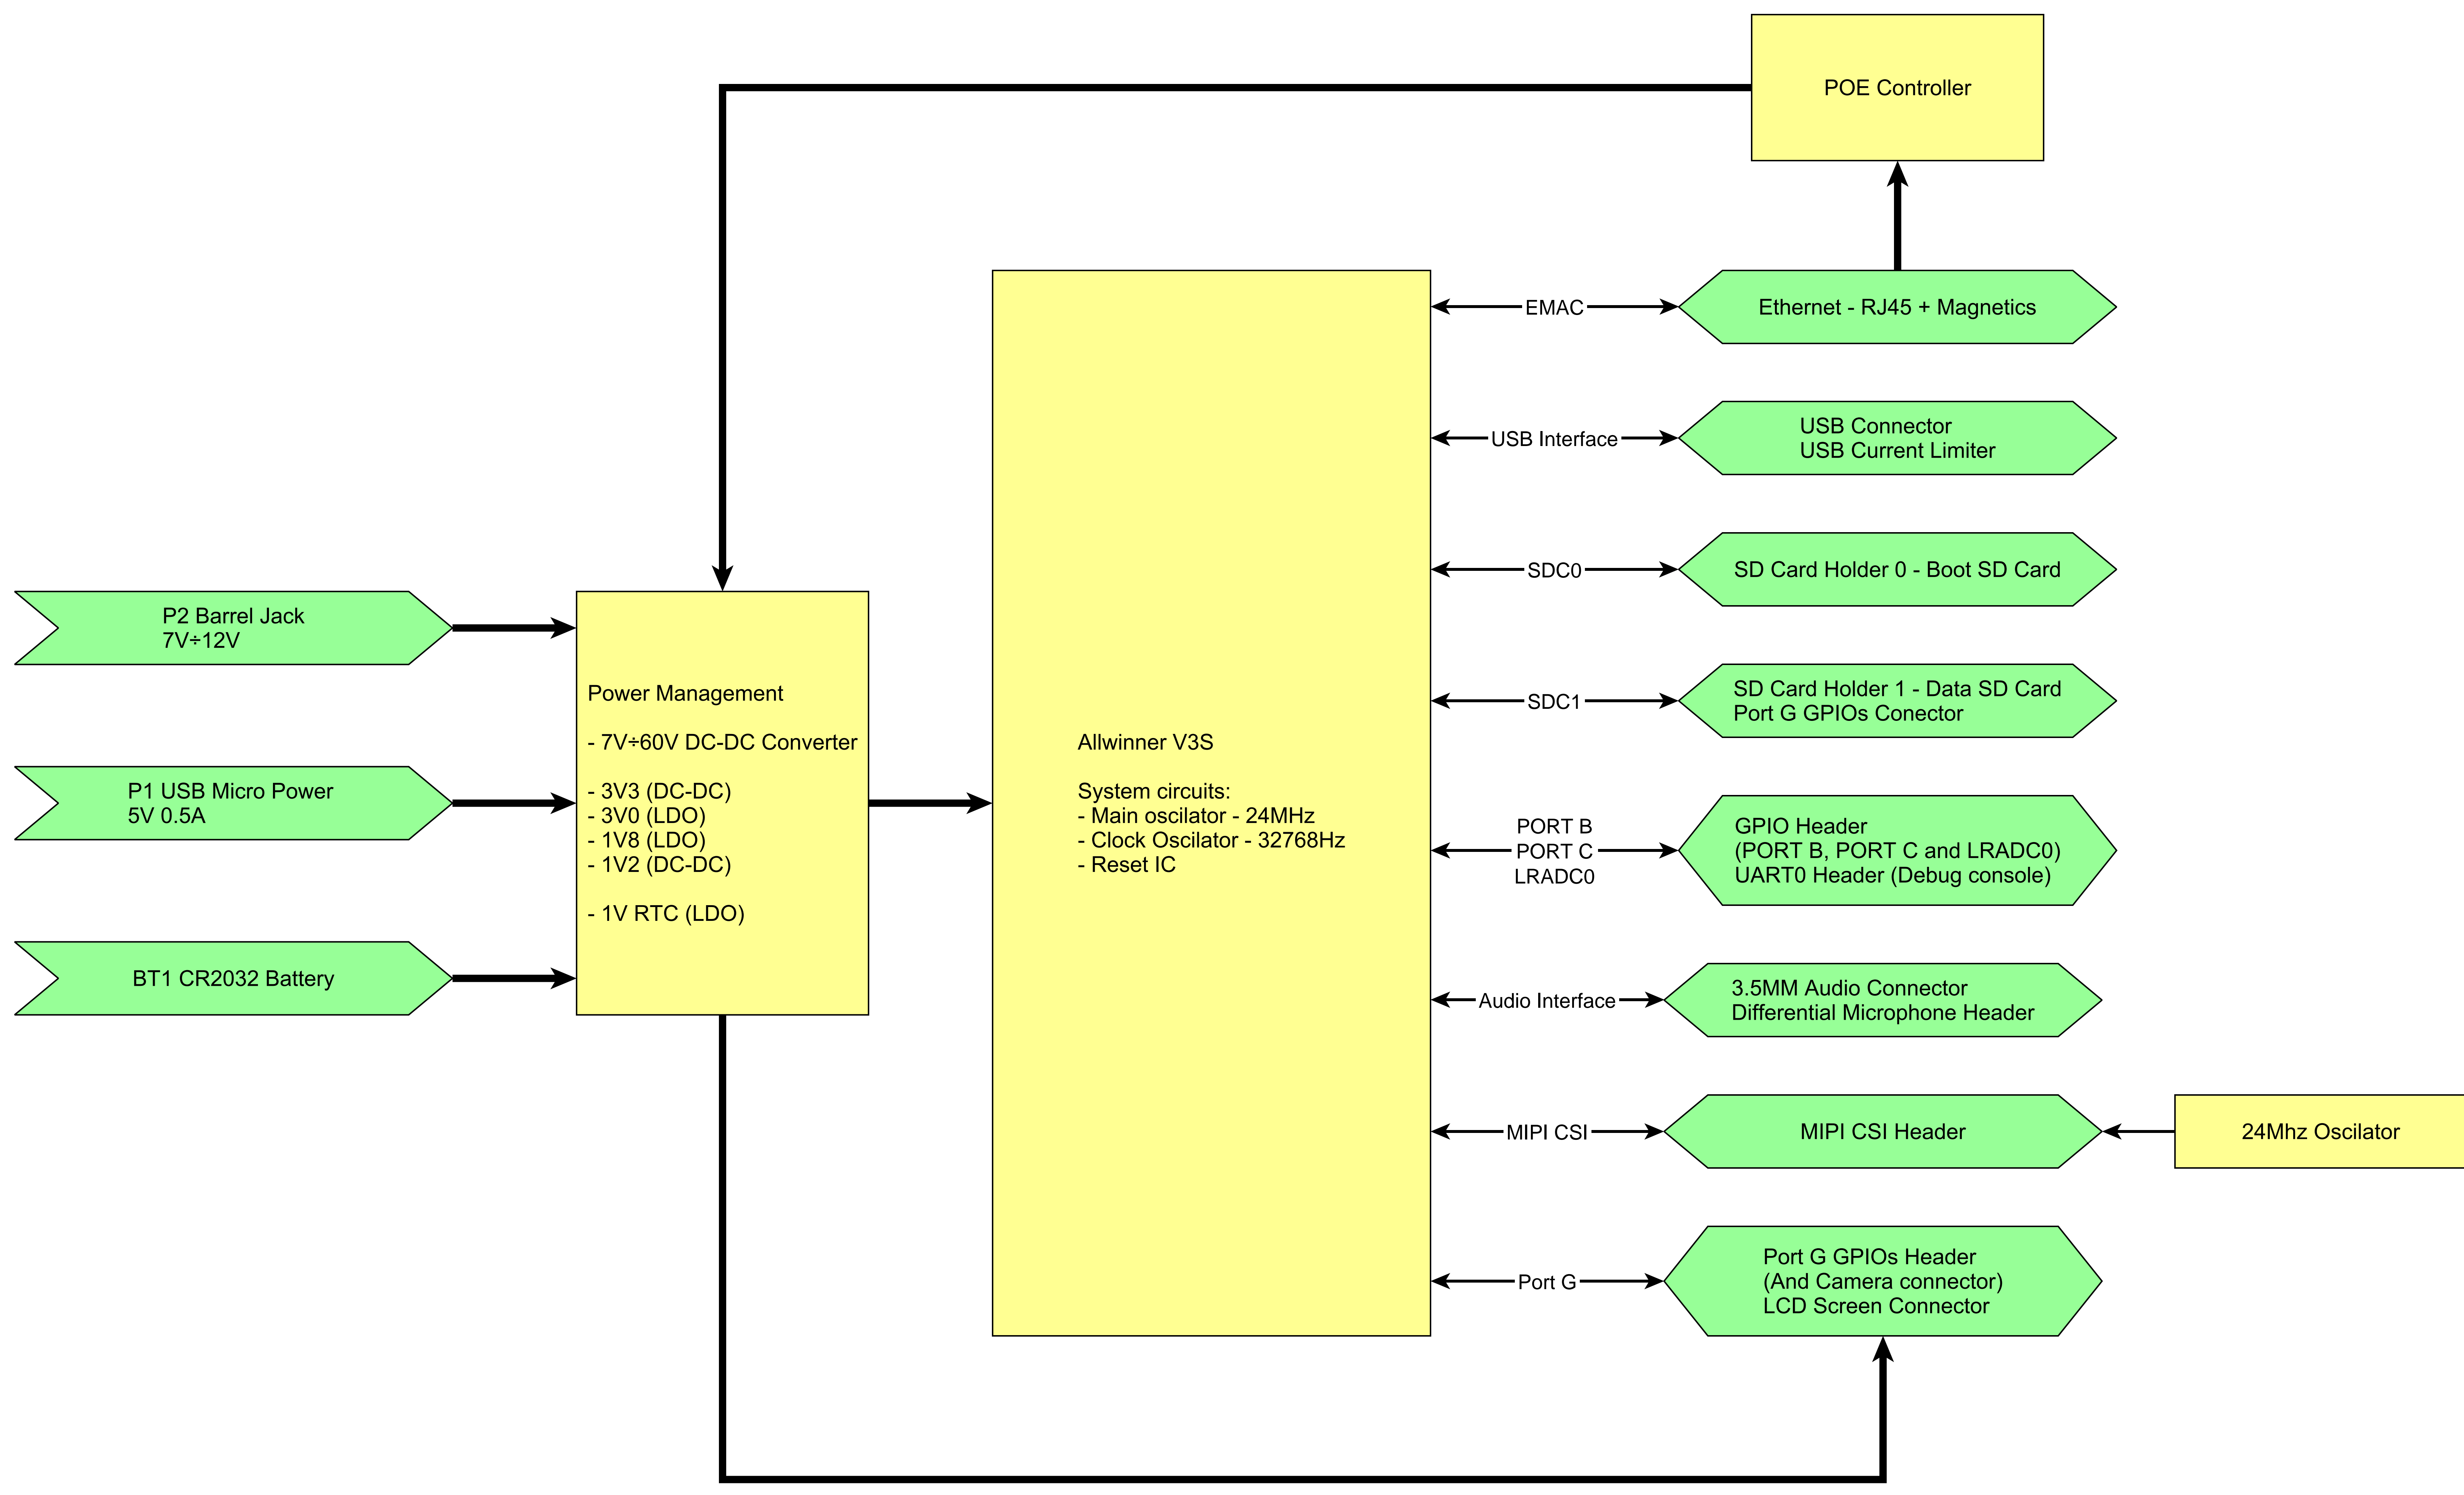 POE Controller
EMAC
Ethernet - RJ45 + Magnetics
USB Interface
USB Connector
USB Current Limiter
SDC0
SD Card Holder 0 - Boot SD Card
P2 Barrel Jack
7V÷12V
Power Management
- 7V÷60V DC-DC Converter
- 3V3 (DC-DC)
- 3V0 (LDO)
- 1V8 (LDO)
- 1V2 (DC-DC)
- 1V RTC (LDO)
P1 USB Micro Power
5V 0.5A
BT1 CR2032 Battery
Allwinner V3S
System circuits:
- Main oscilator - 24MHz
- Clock Oscilator - 32768Hz
- Reset IC
SDC1
SD Card Holder 1 - Data SD Card
Port G GPIOs Conector
PORT B
PORT C
LRADC0
GPIO Header
(PORT B, PORT C and LRADC0)
UART0 Header (Debug console)
Audio Interface
3.5MM Audio Connector
Differential Microphone Header
MIPI CSI
MIPI CSI Header
24Mhz Oscilator
Port G
Port G GPIOs Header
(And Camera connector)
LCD Screen Connector